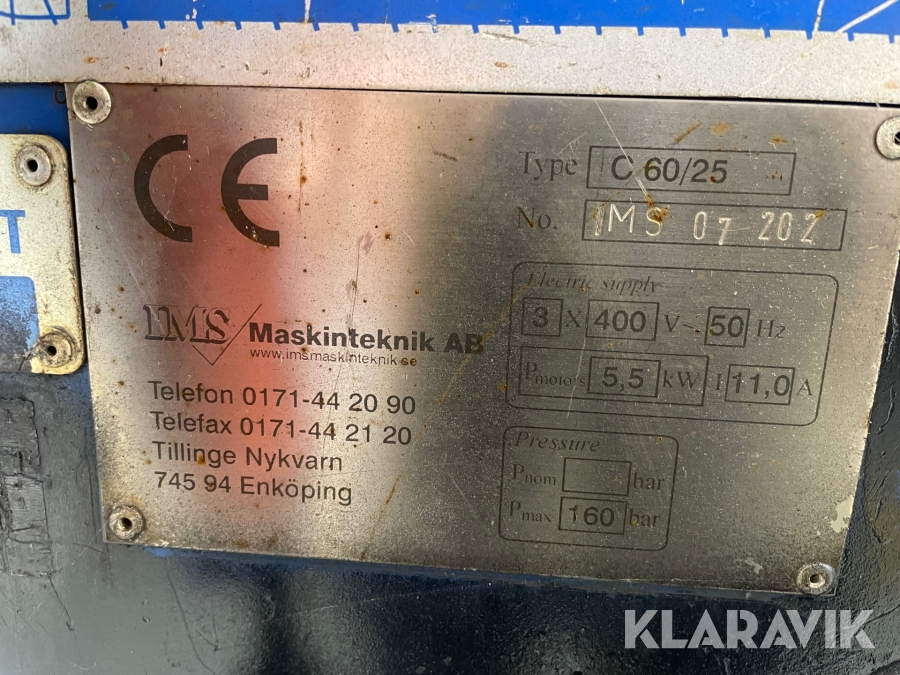 T
CE
Type C 60/25
No. IMS 07 202
Electric supply
3 X 400 V~. 50 Hz
Pmotors 5,5 kW I 11,0 A
IMS Maskinteknik AB
www.imsmaskinteknik.se
Telefon 0171-44 20 90
Telefax 0171-44 21 20
Tillinge Nykvarn
745 94 Enköping
Pressure
Pnom bar
Pmax 160 bar
KLARAVIK